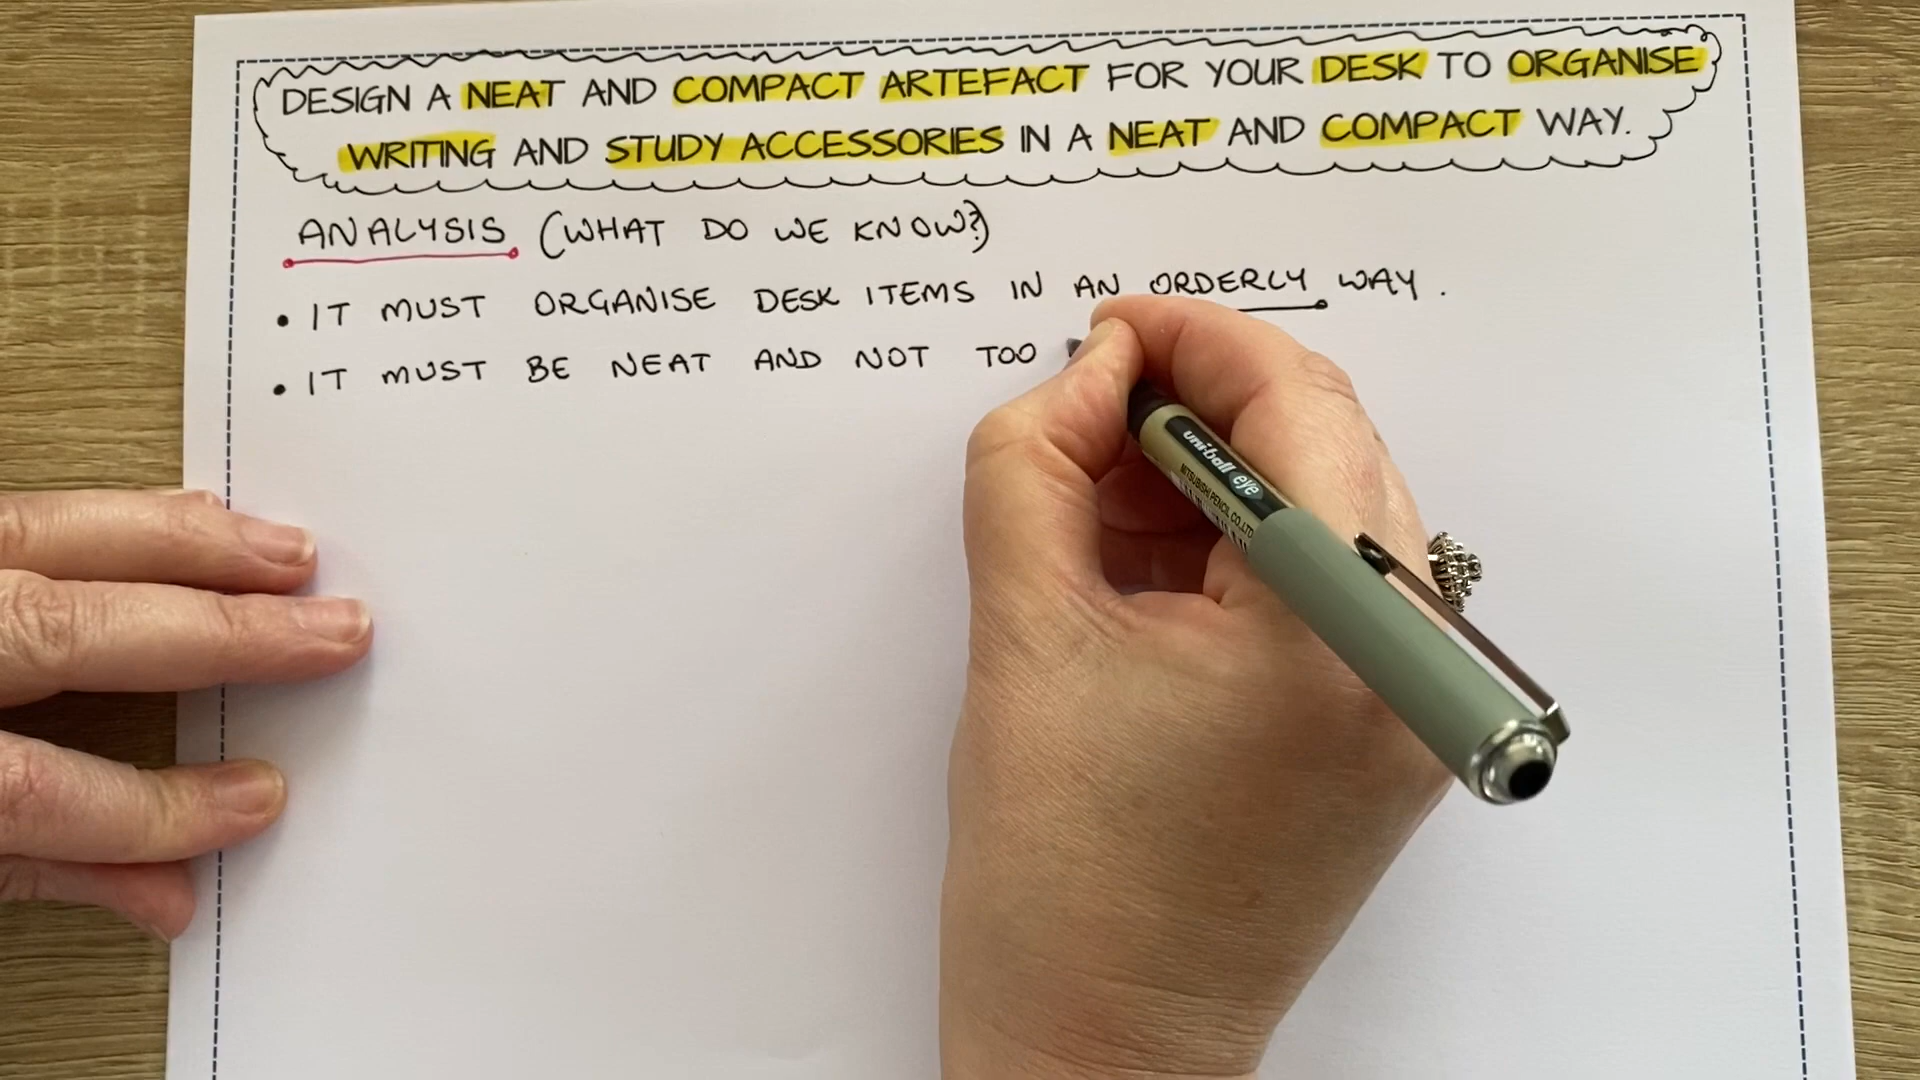 DESIGN A NEAT AND COMPACT ARTEFACT FOR YOUR DESK TO ORGANISE
WRITING AND STUDY ACCESSORIES IN A NEAT AND COMPACT WAY.
ANALYSIS (WHAT DO WE KNOW?)
• IT MUST ORGANISE DESK ITEMS IN AN ORDERLY WAY.
• IT MUST BE NEAT AND NOT TOO
uni-ball eye
MITSUBISHI PENCIL CO., LTD